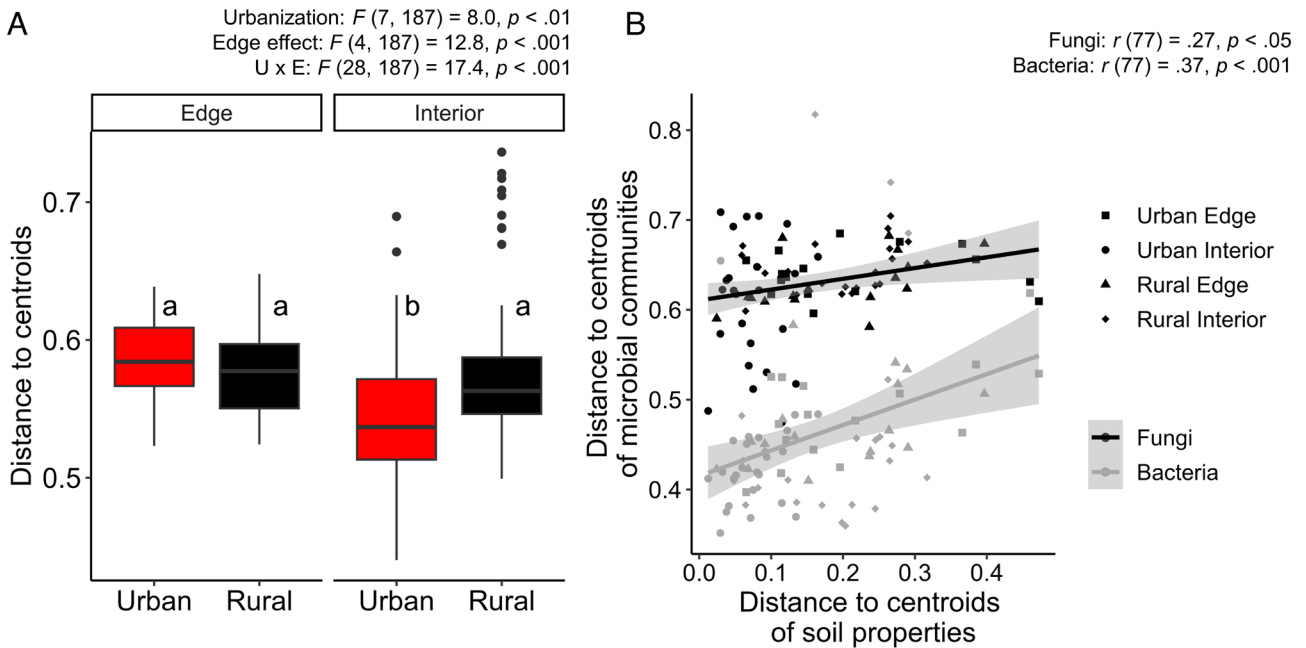 A
Urbanization: F (7, 187) = 8.0, p < .01
Edge effect: F (4, 187) = 12.8, p < .001
U x E: F (28, 187) = 17.4, p < .001
Edge
Interior
Distance to centroids
0.7
0.6
0.5
a
a
b
a
Urban
Rural
Urban
Rural
B
Fungi: r (77) = .27, p < .05
Bacteria: r (77) = .37, p < .001
Distance to centroids
of microbial communities
0.8
0.7
0.6
0.5
0.4
0.0
0.1
0.2
0.3
0.4
Distance to centroids
of soil properties
Urban Edge
Urban Interior
Rural Edge
Rural Interior
Fungi
Bacteria